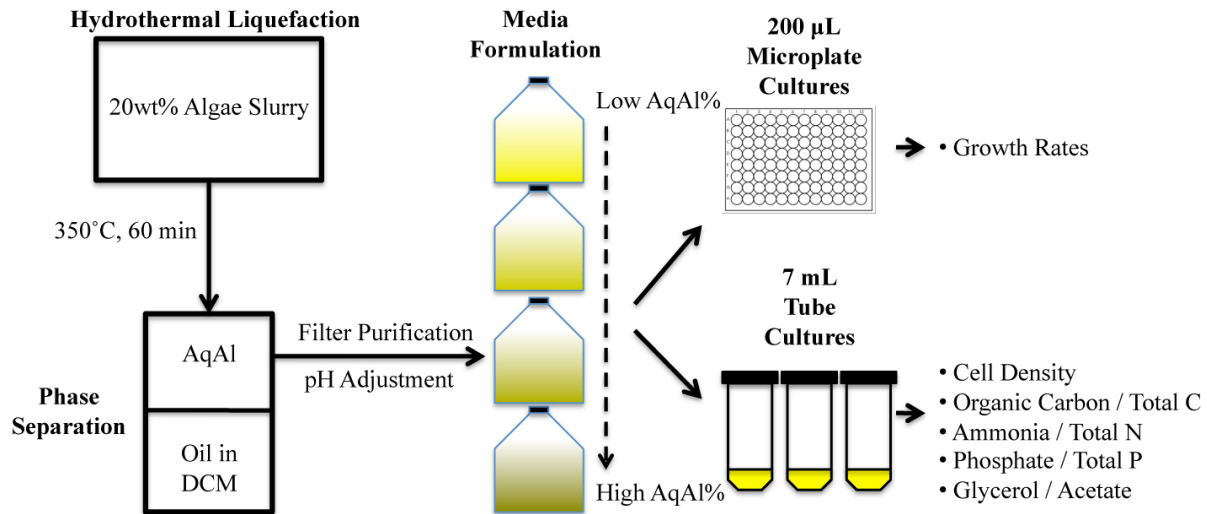 Hydrothermal Liquefaction
20wt% Algae Slurry
350˚C, 60 min
Phase
Separation
AqAl
Oil in
DCM
Filter Purification
pH Adjustment
Media
Formulation
Low AqAl%
High AqAl%
200 µL
Microplate
Cultures
• Growth Rates
7 mL
Tube
Cultures
• Cell Density
• Organic Carbon / Total C
• Ammonia / Total N
• Phosphate / Total P
• Glycerol / Acetate